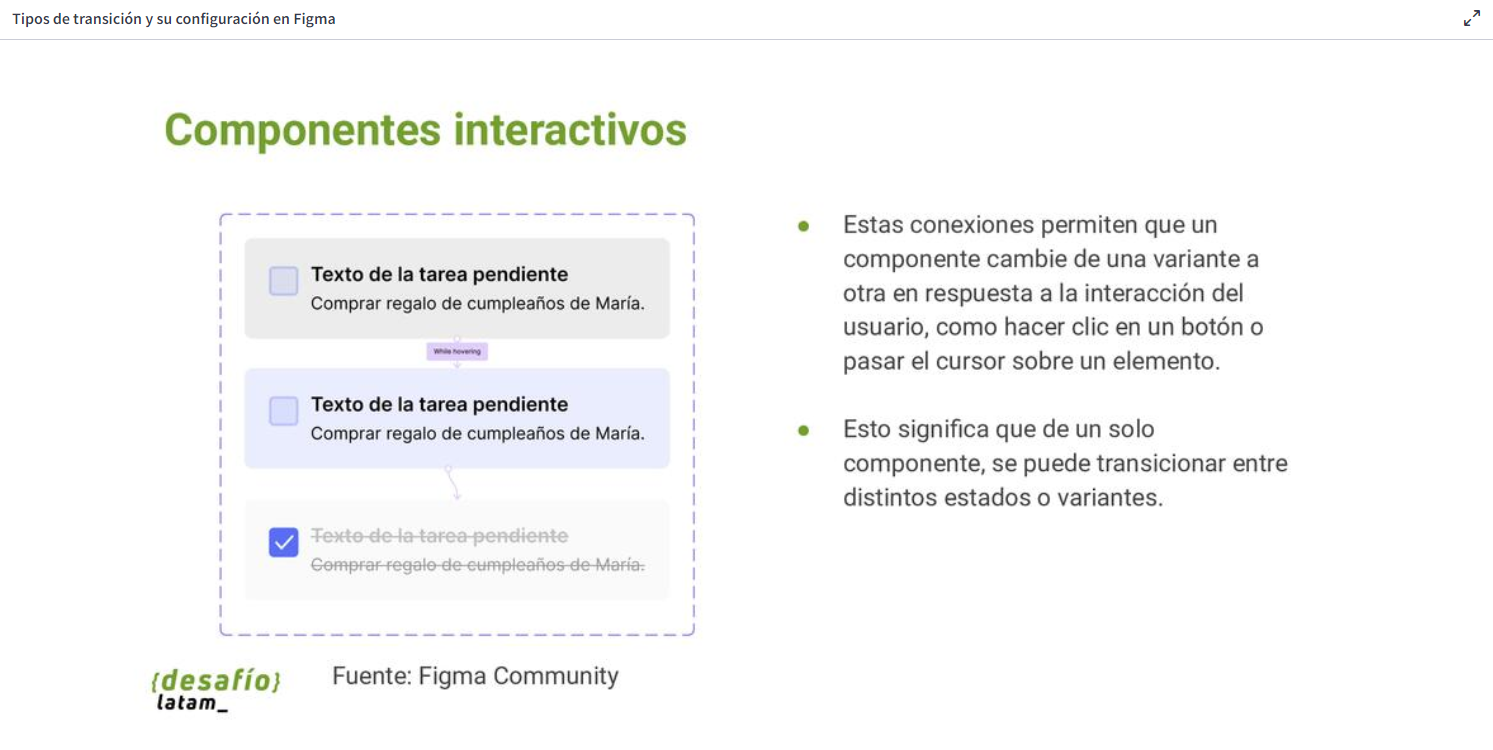 Tipos de transición y su configuración en Figma
Componentes interactivos
Texto de la tarea pendiente
Comprar regalo de cumpleaños de María.
While hovering
Texto de la tarea pendiente
Comprar regalo de cumpleaños de María.
Texto de la tarea pendiente
Comprar regalo de cumpleaños de María.
Estas conexiones permiten que un
componente cambie de una variante a
otra en respuesta a la interacción del
usuario, como hacer clic en un botón o
pasar el cursor sobre un elemento.
Esto significa que de un solo
componente, se puede transicionar entre
distintos estados o variantes.
{desafío}
latam_
Fuente: Figma Community